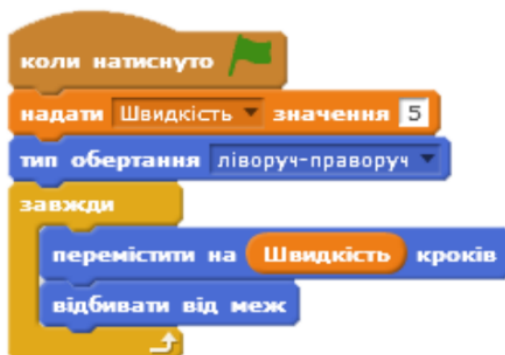 коли натиснуто
надати Швидкість значення 5
тип обертання ліворуч-праворуч
завжди
перемістити на Швидкість кроків
відбивати від меж